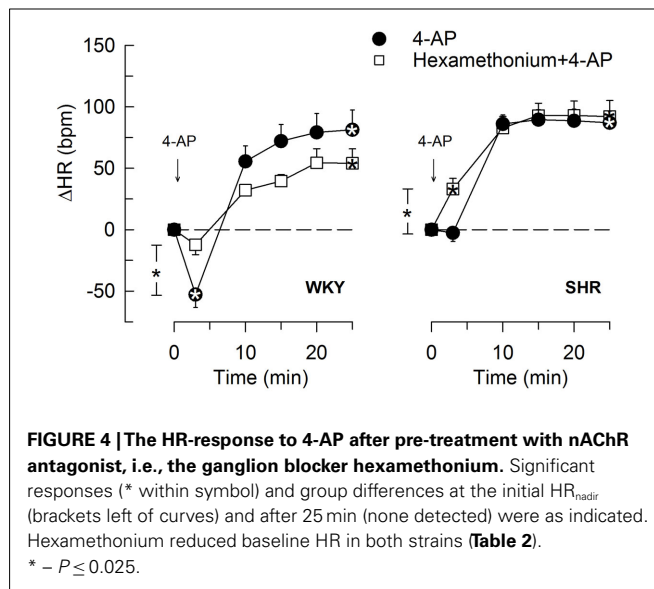 4-AP
Hexamethonium+4-AP
150
100
50
0
-50
ΔHR (bpm)
4-AP
*
WKY
0
10
20
Time (min)
4-AP
*
SHR
0
10
20
Time (min)
FIGURE 4 | The HR-response to 4-AP after pre-treatment with nAChR
antagonist, i.e., the ganglion blocker hexamethonium. Significant
responses (* within symbol) and group differences at the initial HRnadir
(brackets left of curves) and after 25 min (none detected) were as indicated.
Hexamethonium reduced baseline HR in both strains (Table 2).
* – P ≤ 0.025.